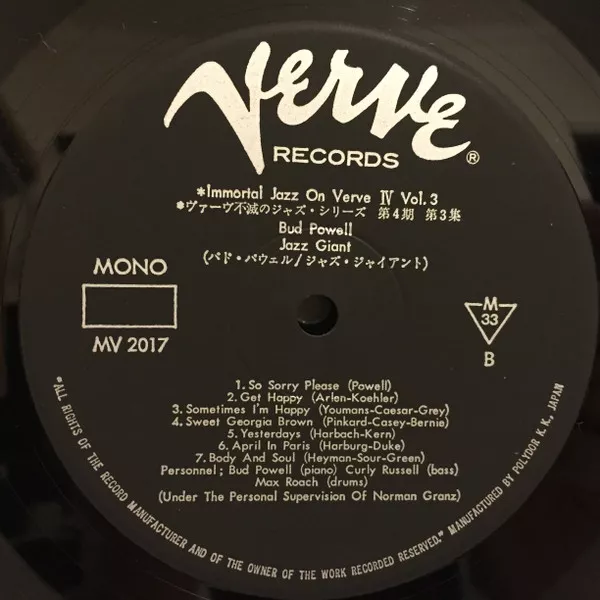 Verve
RECORDS ®
*Immortal Jazz On Verve Ⅳ Vol.3
*ヴァーヴ不滅のジャズ・シリーズ 第4期 第3集
Bud Powell
Jazz Giant
(バド・パウエル/ジャズ・ジャイアント)
MONO
MV 2017
M
33
B
1. So Sorry Please (Powell)
2. Get Happy (Arlen-Koehler)
3. Sometimes I'm Happy (Youmans-Caesar-Grey)
4. Sweet Georgia Brown (Pinkard-Casey-Bernie)
5. Yesterdays (Harbach-Kern)
6. April In Paris (Harburg-Duke)
7. Body And Soul (Heyman-Sour-Green)
Personnel; Bud Powell (piano) Curly Russell (bass)
Max Roach (drums)
(Under The Personal Supervision Of Norman Granz)
"ALL RIGHTS OF THE RECORD MANUFACTURER AND OF THE OWNER OF THE WORK RECORDED RESERVED." MANUFACTURED BY POLYDOR K. K., JAPAN